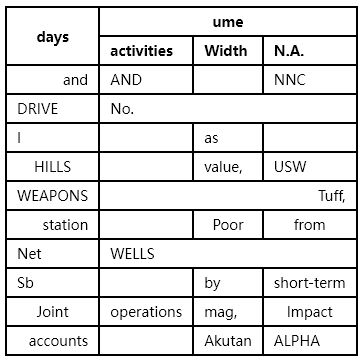 days ume
activities Width N.A.
and AND NNC
DRIVE No.
I as
HILLS value, USW
WEAPONS Tuff,
station Poor from
Net WELLS
Sb by short-term
Joint operations mag, Impact
accounts Akutan ALPHA